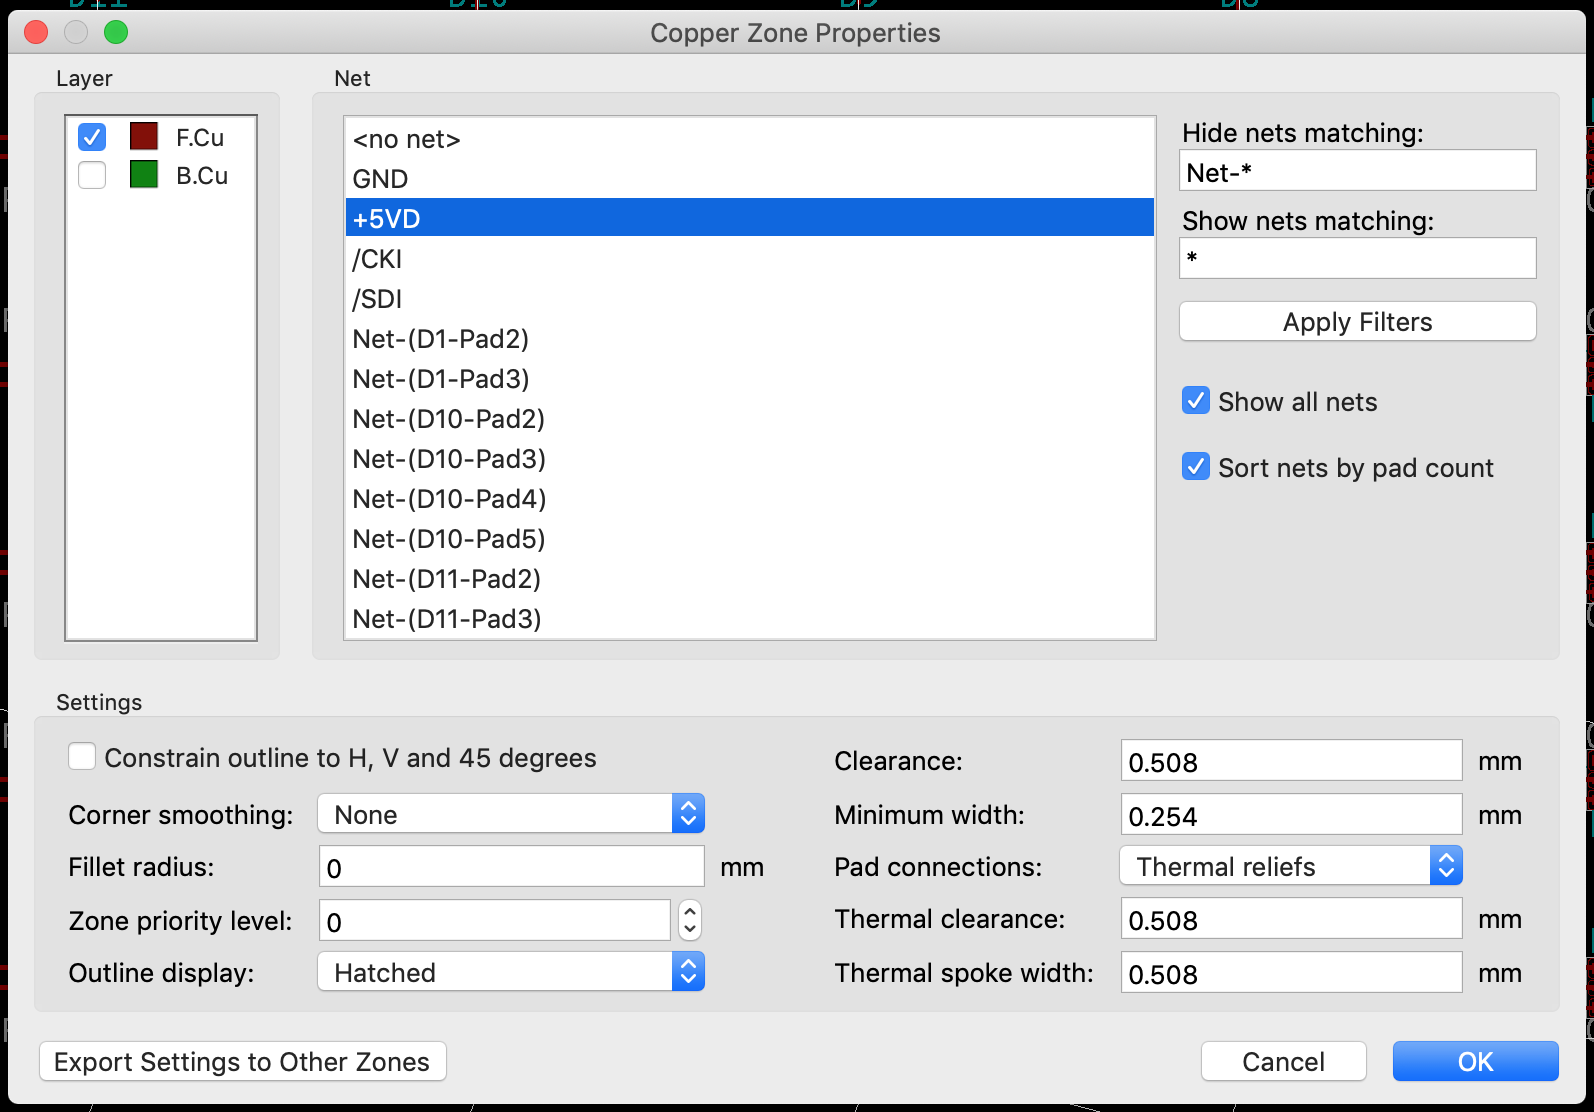 Copper Zone Properties
Layer
Net
F.Cu
B.Cu
<no net>
GND
+5VD
/CKI
/SDI
Net-(D1-Pad2)
Net-(D1-Pad3)
Net-(D10-Pad2)
Net-(D10-Pad3)
Net-(D10-Pad4)
Net-(D10-Pad5)
Net-(D11-Pad2)
Net-(D11-Pad3)
Hide nets matching:
Net-*
Show nets matching:
*
Apply Filters
Show all nets
Sort nets by pad count
Settings
Constrain outline to H, V and 45 degrees
Corner smoothing: None
Fillet radius: 0 mm
Zone priority level: 0
Outline display: Hatched
Clearance: 0.508 mm
Minimum width: 0.254 mm
Pad connections: Thermal reliefs
Thermal clearance: 0.508 mm
Thermal spoke width: 0.508 mm
Export Settings to Other Zones
Cancel
OK